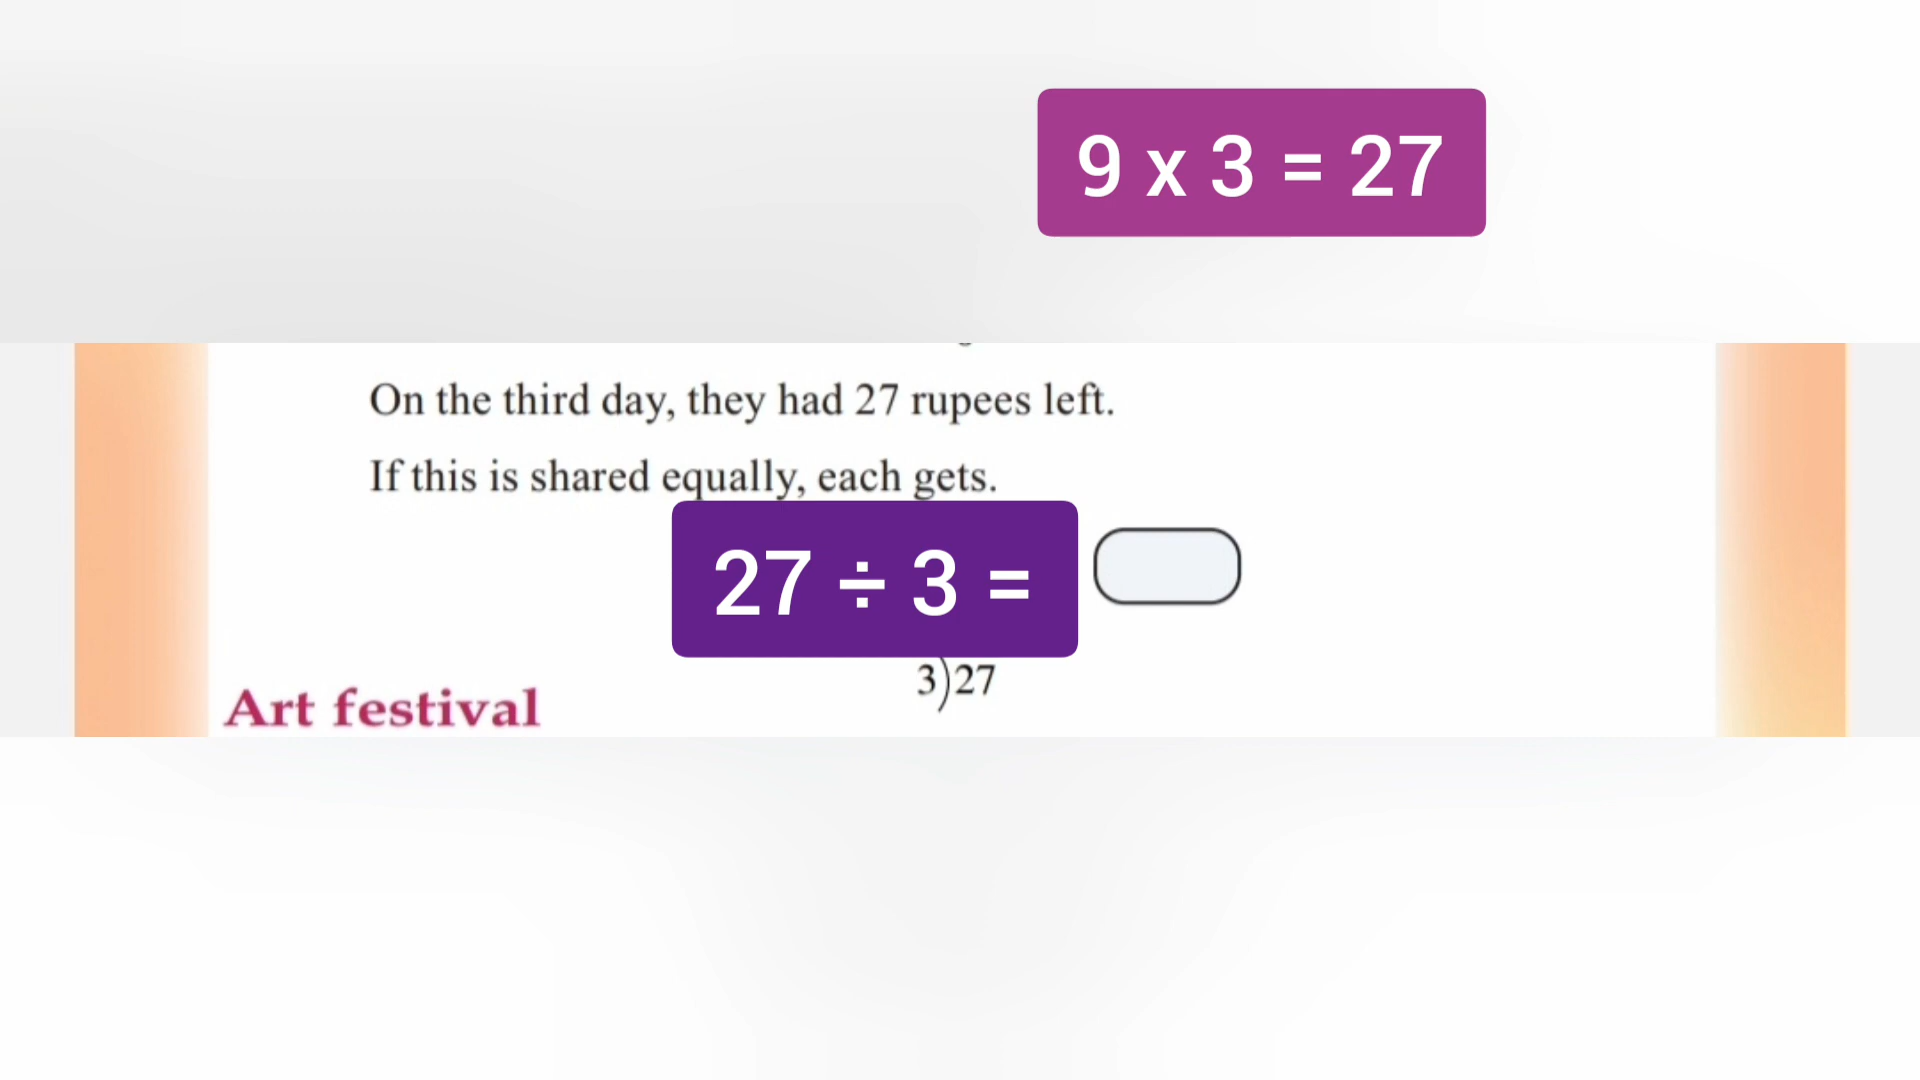 9 x 3 = 27
On the third day, they had 27 rupees left.
If this is shared equally, each gets.
27 ÷ 3 =
3)27
Art festival